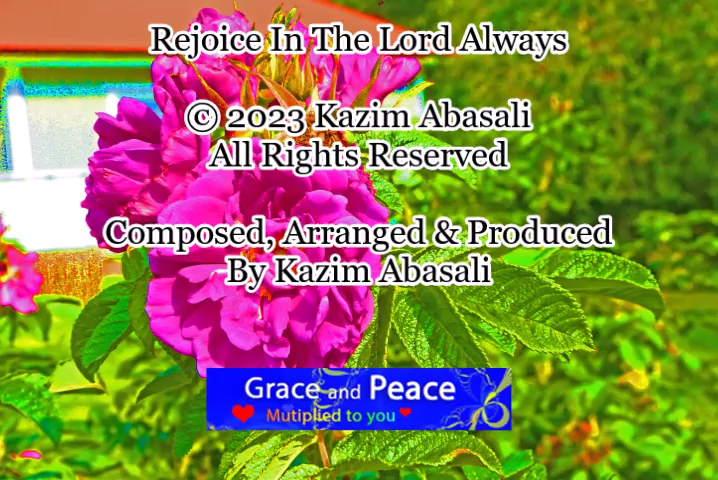 Rejoice In The Lord Always
© 2023 Kazim Abasali
All Rights Reserved
Composed, Arranged & Produced
By Kazim Abasali
Grace and Peace
Mutiplied to you